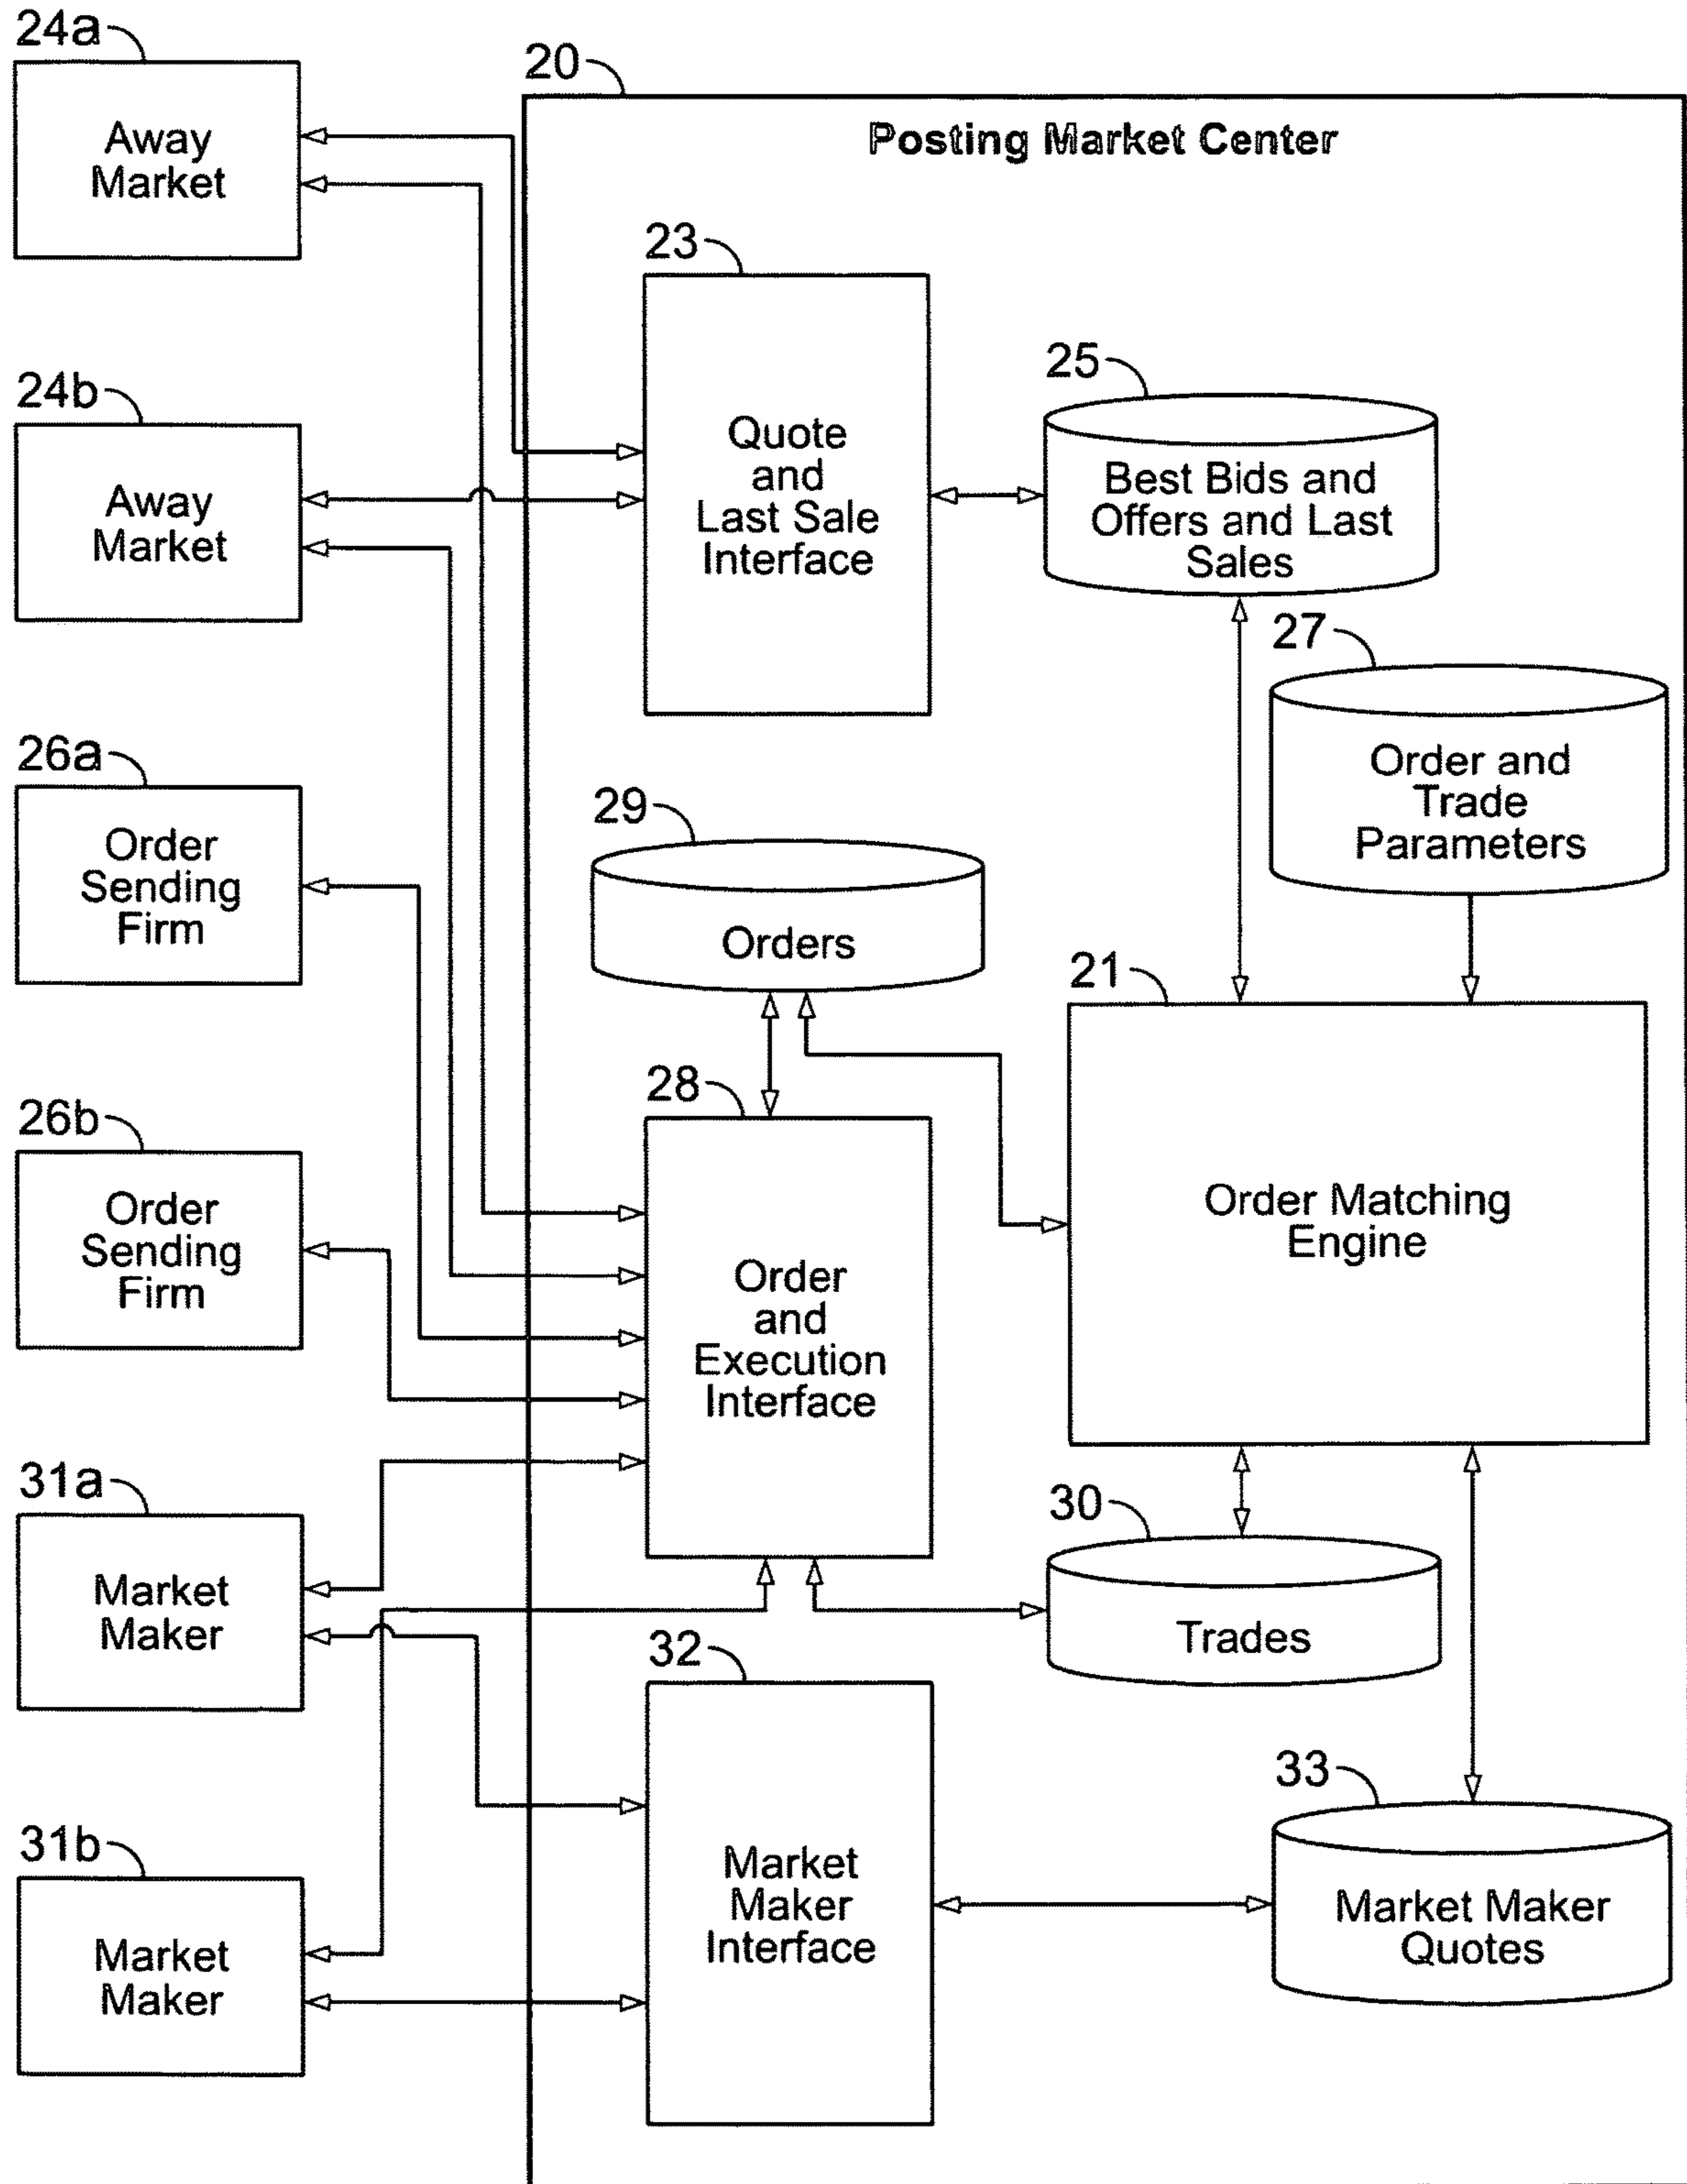 24a
Away
Market
20
Posting Market Center
23
Quote
and
Last Sale
Interface
24b
Away
Market
25
Best Bids and
Offers and Last
Sales
27
Order and
Trade
Parameters
26a
Order
Sending
Firm
29
Orders
21
Order Matching
Engine
28
Order
and
Execution
Interface
26b
Order
Sending
Firm
31a
Market
Maker
30
Trades
32
Market
Maker
Interface
33
Market Maker
Quotes
31b
Market
Maker